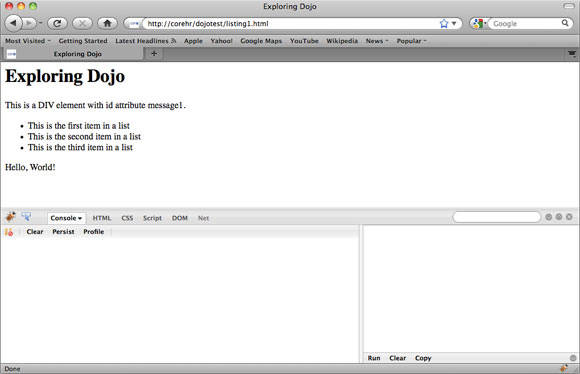 Exploring Dojo
http://corehr/dojotest/listing1.html
Google
Most Visited Getting Started Latest Headlines Apple Yahoo! Google Maps YouTube Wikipedia News Popular
Exploring Dojo
Exploring Dojo
This is a DIV element with id attribute message1.
• This is the first item in a list
• This is the second item in a list
• This is the third item in a list
Hello, World!
Console HTML CSS Script DOM Net
Clear Persist Profile
Run Clear Copy
Done